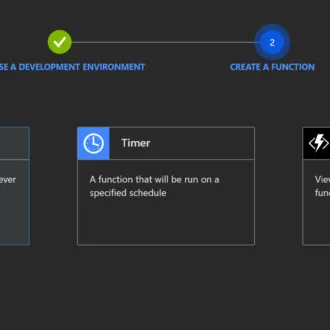 2
SE A DEVELOPMENT ENVIRONMENT
CREATE A FUNCTION
Timer
ever
A function that will be run on a
specified schedule
View
func